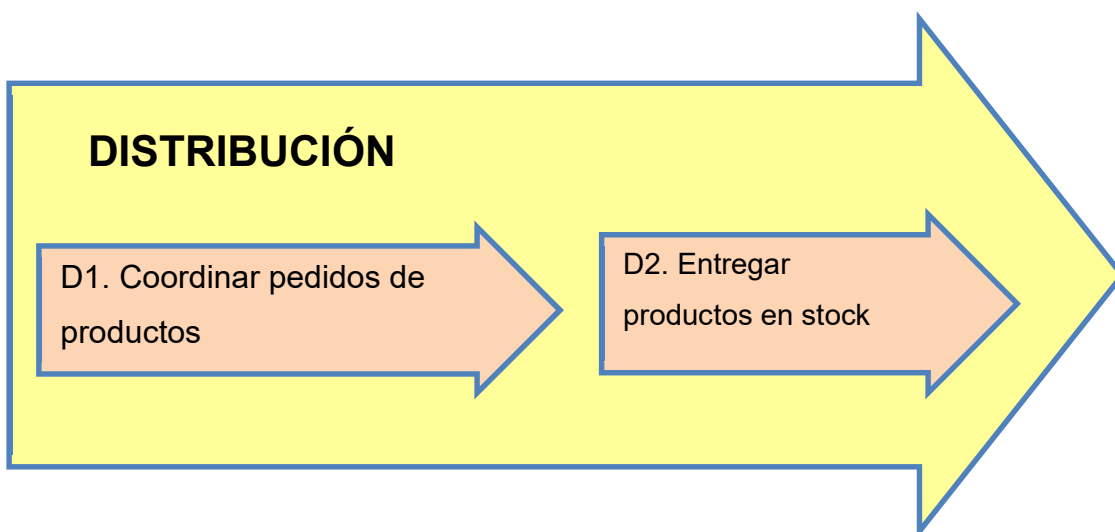 DISTRIBUCIÓN
D1. Coordinar pedidos de
productos
D2. Entregar
productos en stock